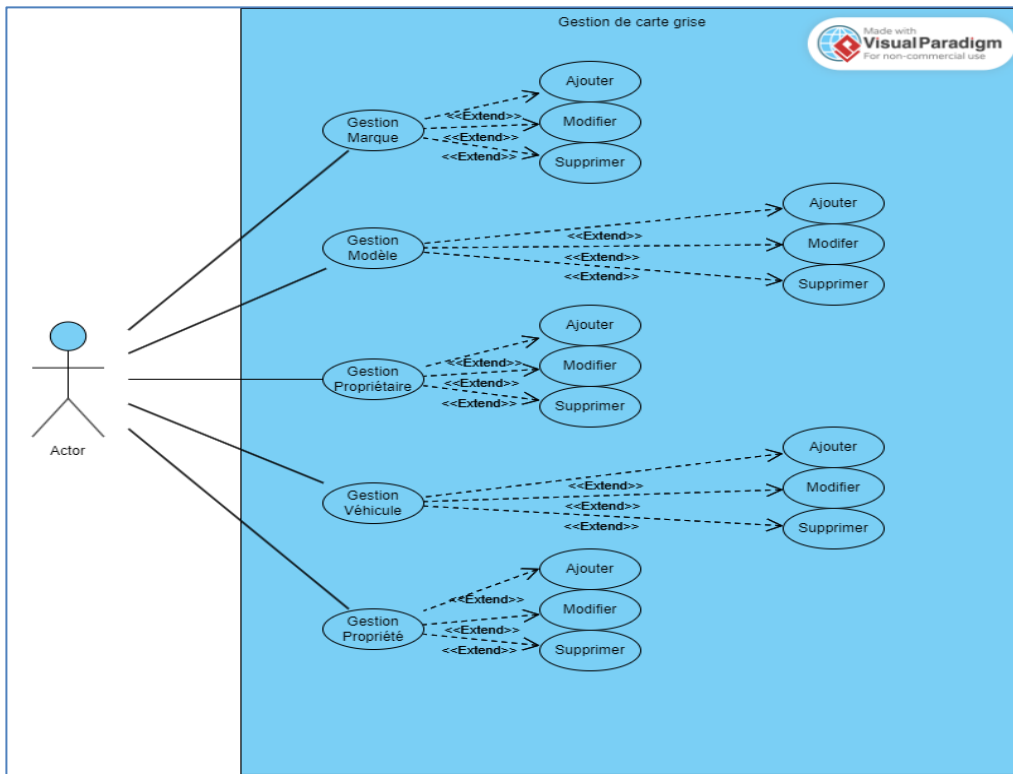 Gestion de carte grise
Made with
Visual Paradigm
For non-commercial use
Ajouter
<<Extend>>
Gestion
Marque
Modifier
<<Extend>>
<<Extend>>
Supprimer
Ajouter
<<Extend>>
Gestion
Modèle
Modifer
<<Extend>>
<<Extend>>
Supprimer
Ajouter
<<Extend>>
Gestion
Propriétaire
Modifier
<<Extend>>
<<Extend>>
Supprimer
Actor
Ajouter
<<Extend>>
Gestion
Véhicule
Modifier
<<Extend>>
<<Extend>>
Supprimer
Ajouter
<<Extend>>
Gestion
Propriété
Modifier
<<Extend>>
<<Extend>>
Supprimer